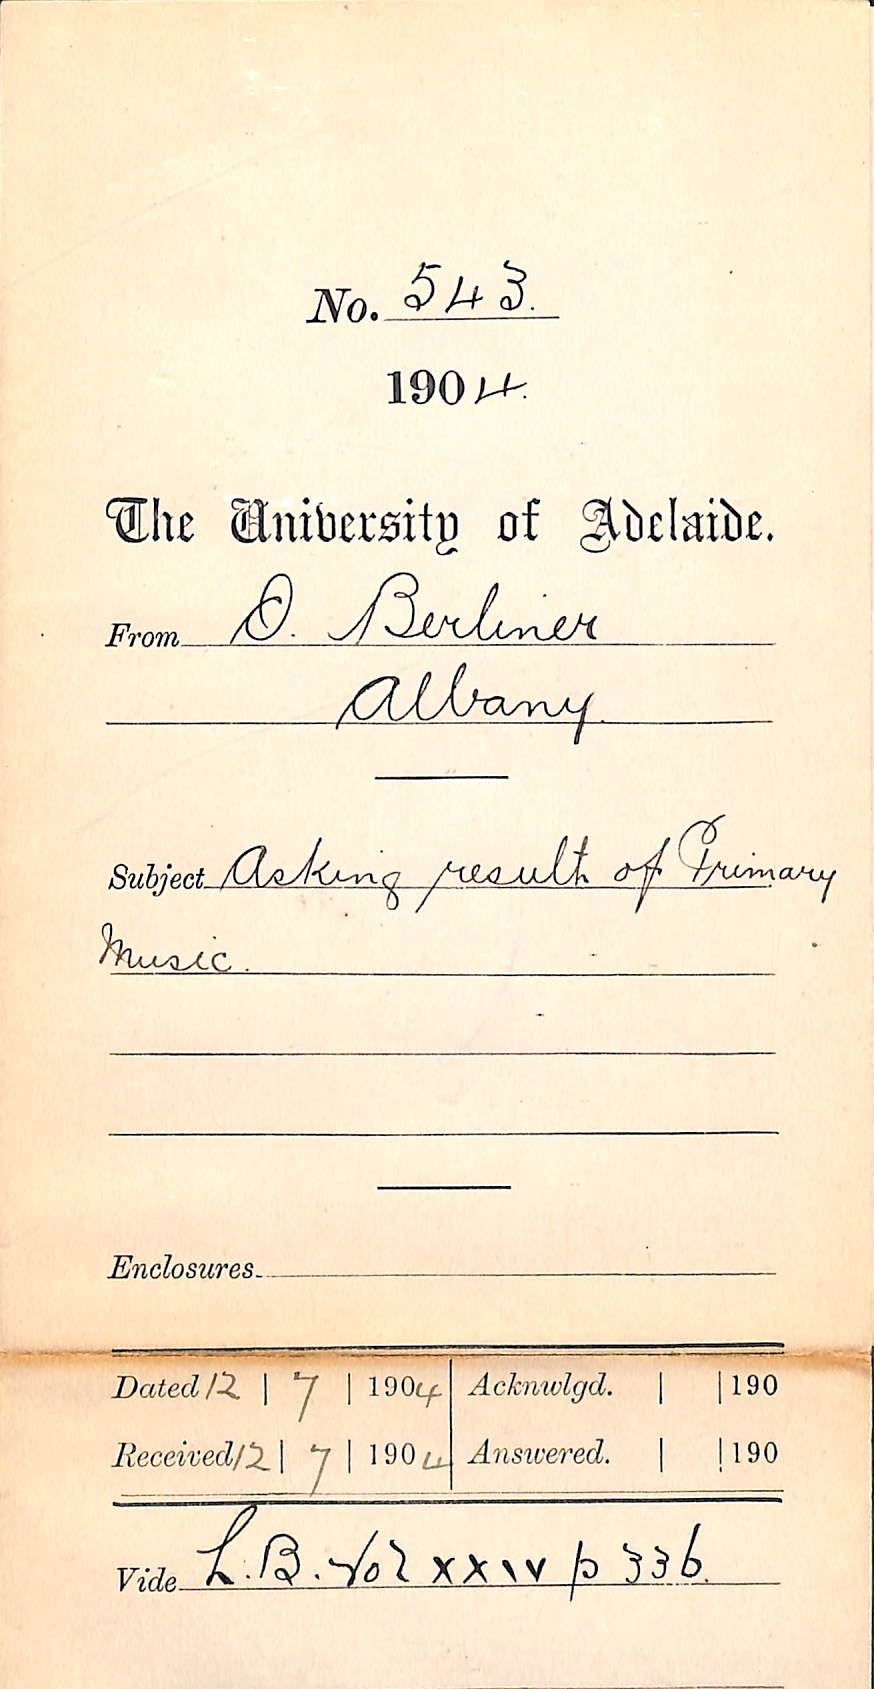 No. 543.
1904.
The University of Adelaide.
From O. Berliner
Albany.
Subject Asking result of Primary
Music.
Enclosures
Dated 12 | 7 | 1904 Acknwlgd. | | 190
Received 12 | 7 | 1904 Answered. | | 190
Vide L.B. Vol xxiv p 336.